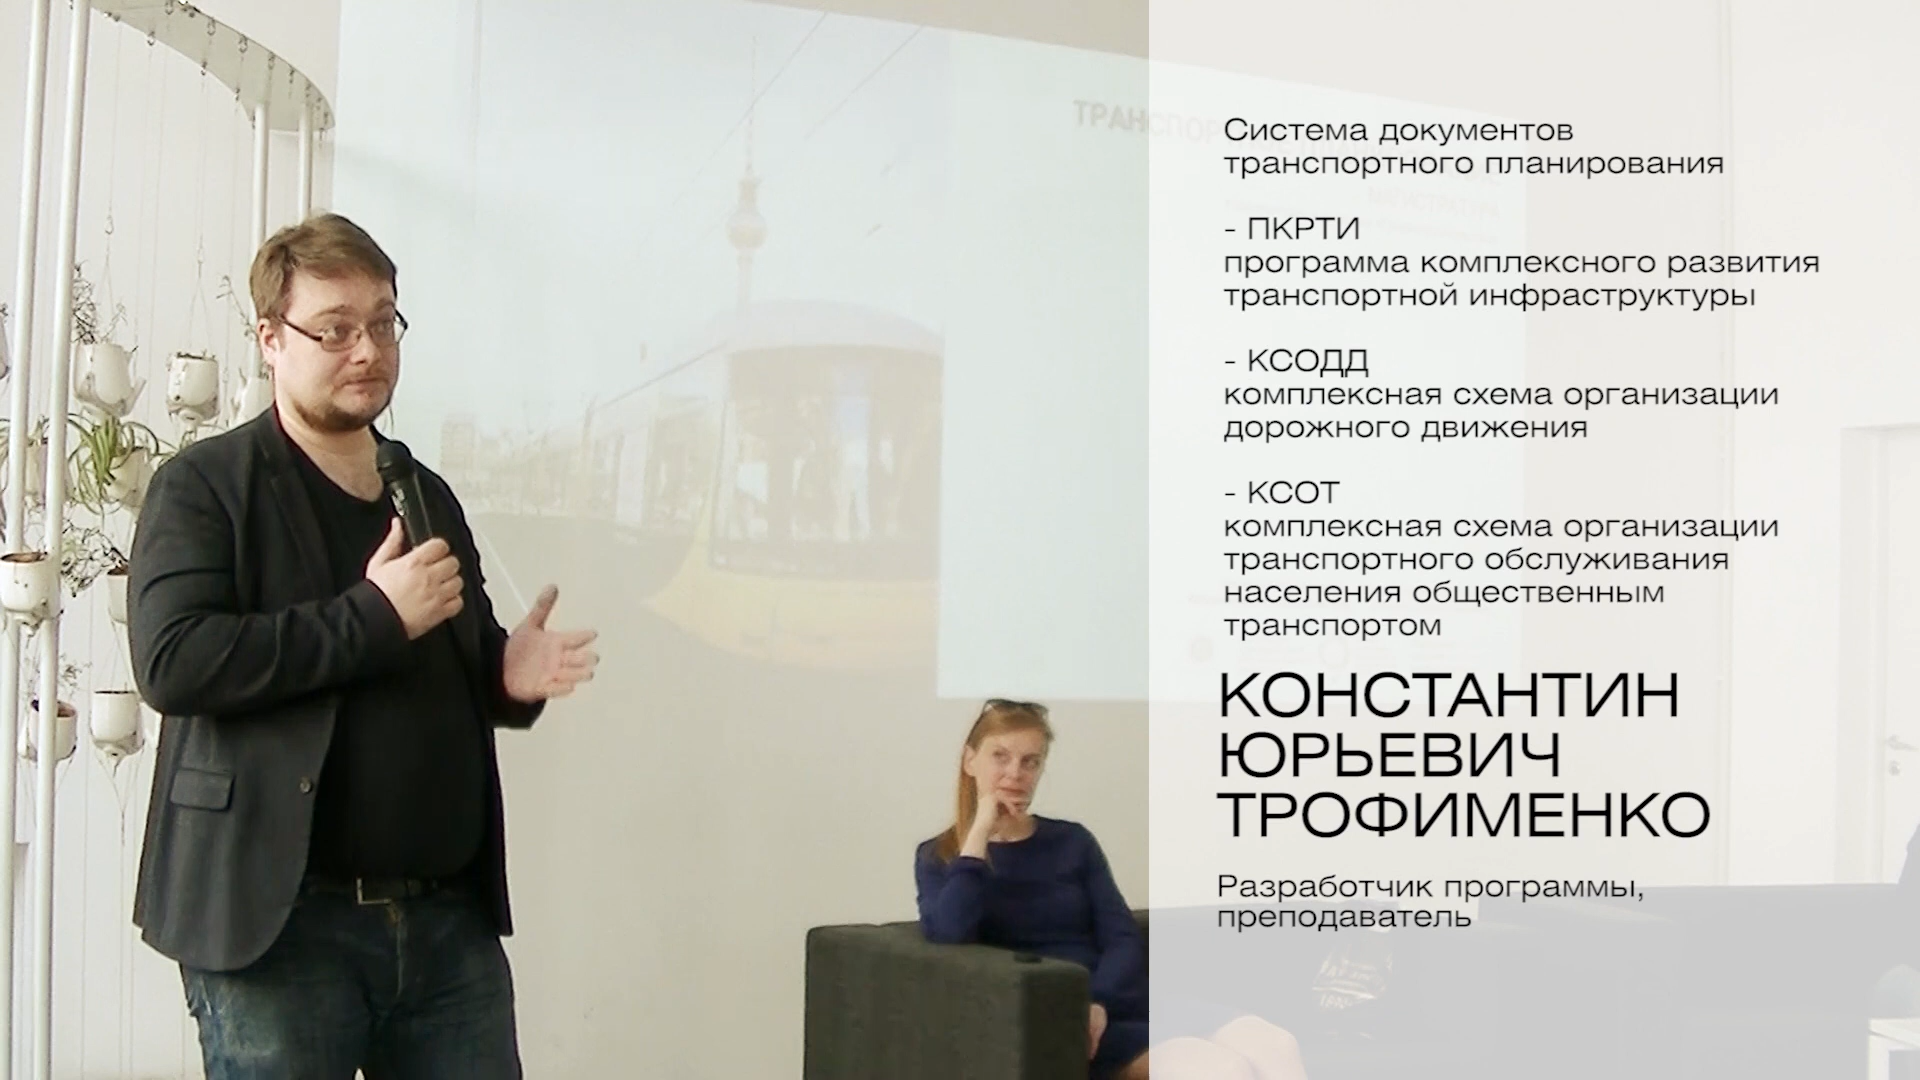 Система документов
транспортного планирования
- ПКРТИ
программа комплексного развития
транспортной инфраструктуры
- КСОДД
комплексная схема организации
дорожного движения
- КСОТ
комплексная схема организации
транспортного обслуживания
населения общественным
транспортом
КОНСТАНТИН
ЮРЬЕВИЧ
ТРОФИМЕНКО
Разработчик программы,
преподаватель